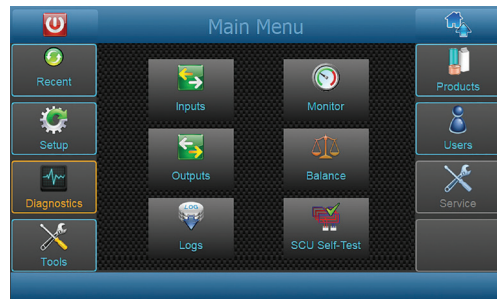 Main Menu
Recent
Inputs
Monitor
Products
Setup
Users
Outputs
Balance
Diagnostics
Service
LOG
Logs
SCU Self-Test
Tools